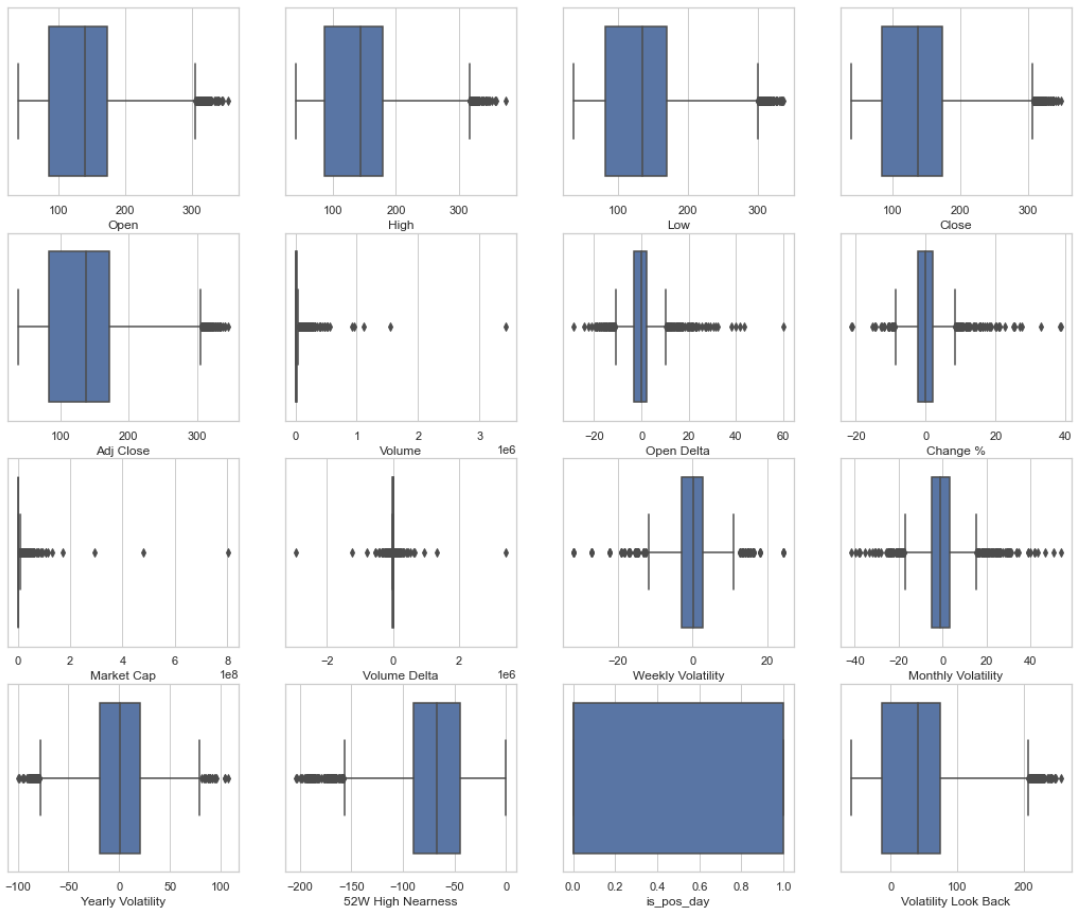 100 200 300
Open
100 200 300
High
100 200 300
Low
100 200 300
Close
100 200 300
Adj Close
0 1 2 3
1e6
Volume
−20 0 20 40 60
Open Delta
−20 0 20 40
Change %
0 2 4 6 8
1e8
Market Cap
−2 0 2
1e6
Volume Delta
−20 0 20
Weekly Volatility
−40 −20 0 20 40
Monthly Volatility
−100 −50 0 50 100
Yearly Volatility
−200 −150 −100 −50 0
52W High Nearness
0.0 0.2 0.4 0.6 0.8 1.0
is_pos_day
0 100 200
Volatility Look Back